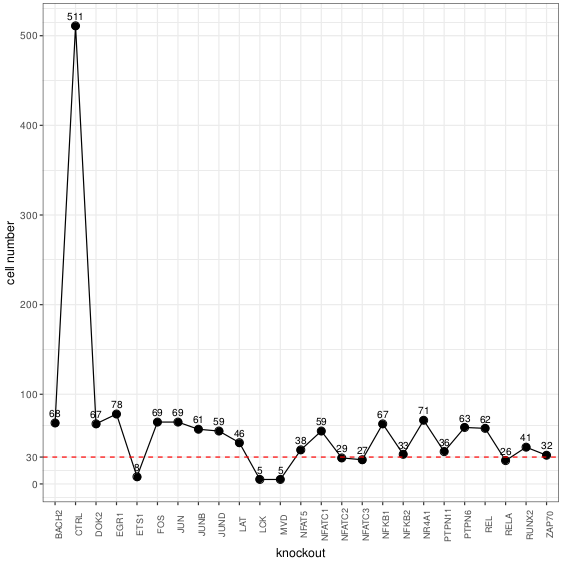 511
500
400
cell number
300
200
100
68
67
78
8
69
69
61
59
46
5
5
38
59
29
27
67
33
71
36
63
62
26
41
32
30
0
BACH2
CTRL
DOK2
EGR1
ETS1
FOS
JUN
JUNB
JUND
LAT
LCK
MVD
NFAT5
NFATC1
NFATC2
NFATC3
NFKB1
NFKB2
NR4A1
PTPN11
PTPN6
REL
RELA
RUNX2
ZAP70
knockout